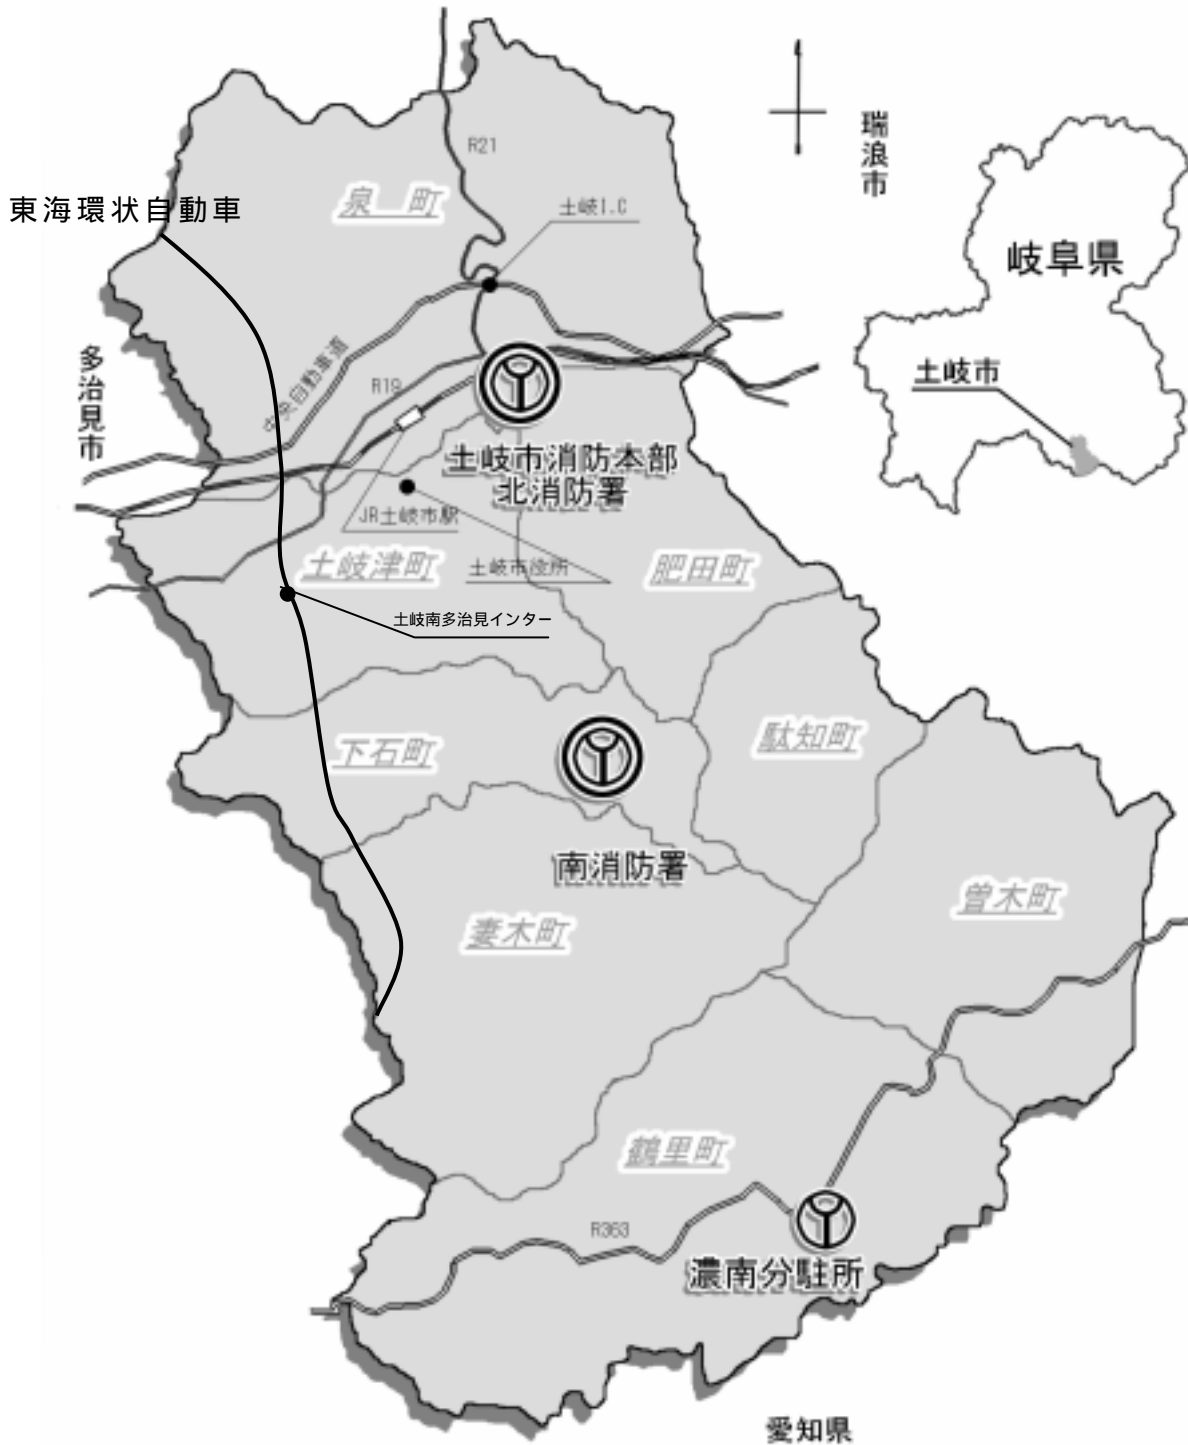 R21
瑞浪市
泉　町
東海環状自動車
土岐I.C
岐阜県
多治見市
中央自動車道
R19
土岐市
土岐市消防本部
北消防署
JR土岐市駅
土岐津町
土岐市役所
肥田町
土岐南多治見インター
下石町
駄知町
南消防署
妻木町
曽木町
鶴里町
R363
濃南分駐所
愛知県